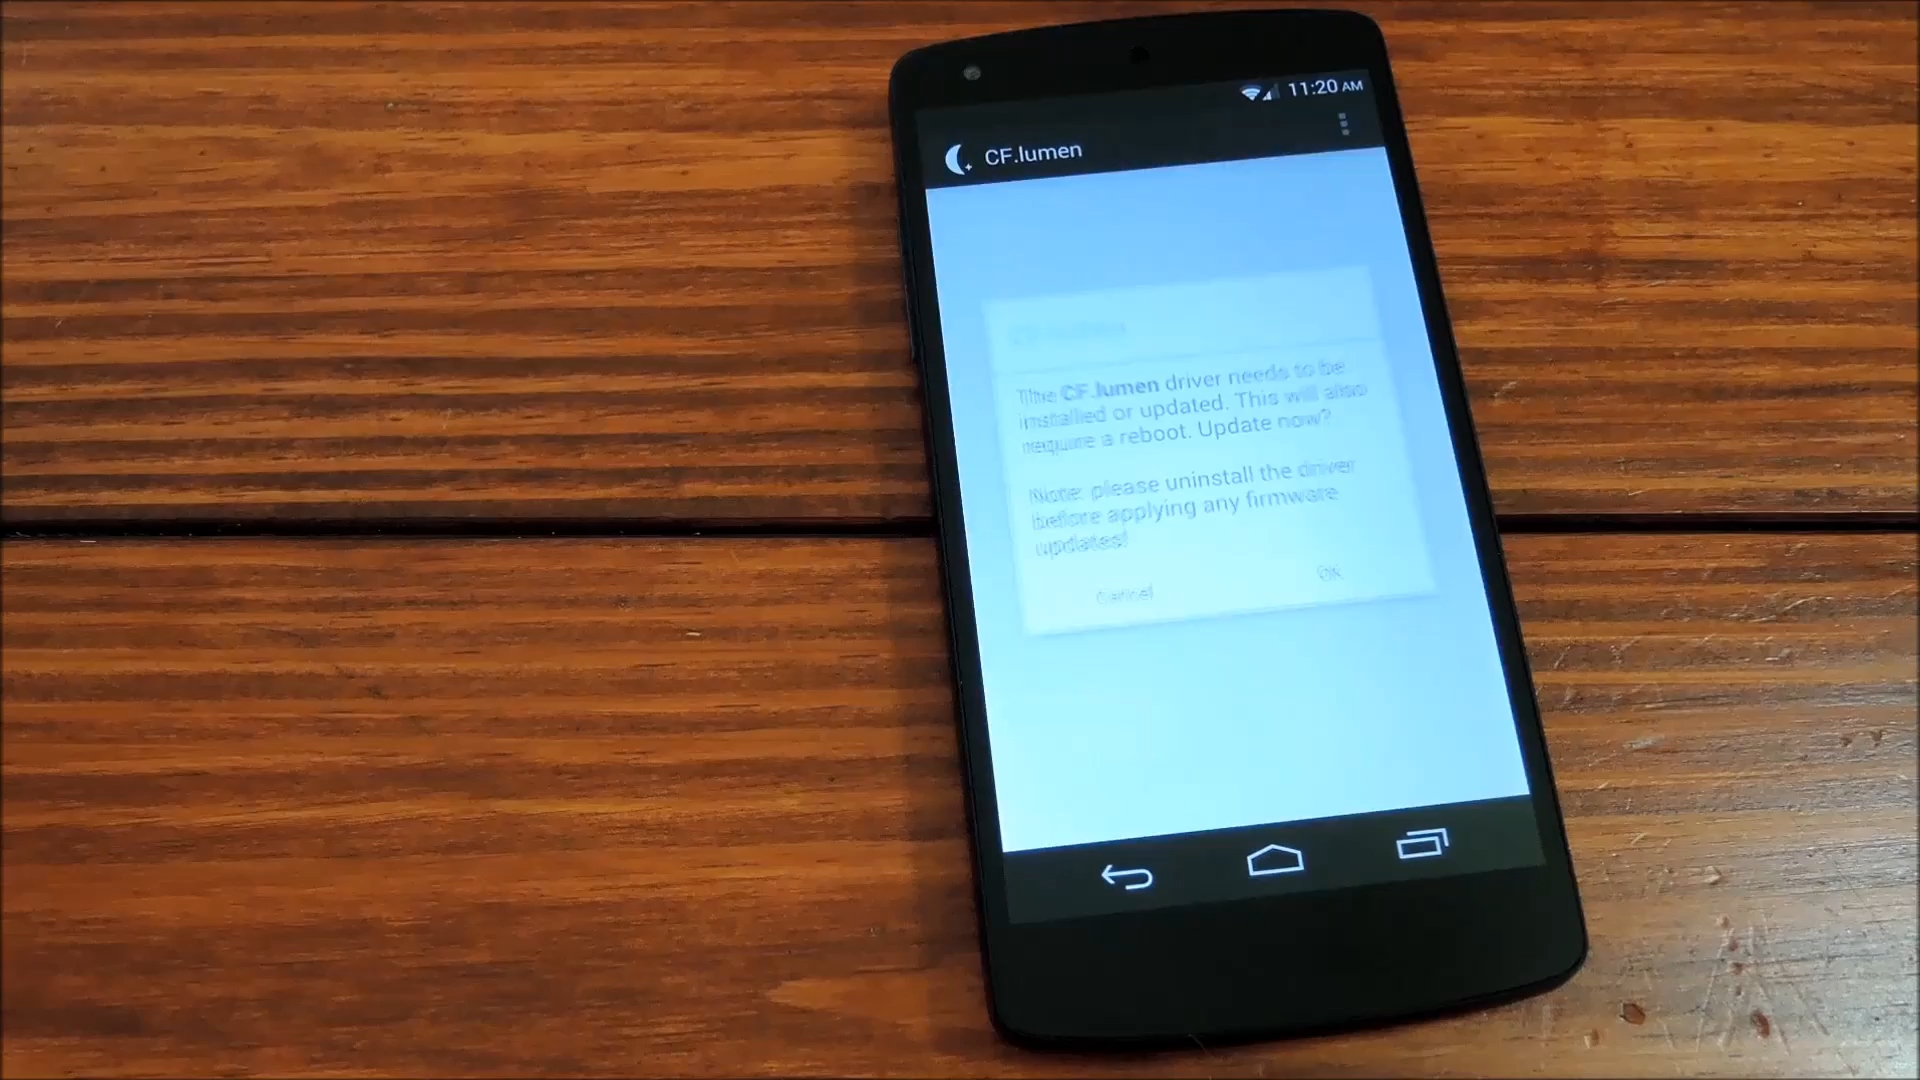 11:20 AM
CF.lumen
The CF.lumen driver needs to be
installed or updated. This will also
require a reboot. Update now?
Note: please uninstall the driver
before applying any firmware
updates!
Cancel
OK